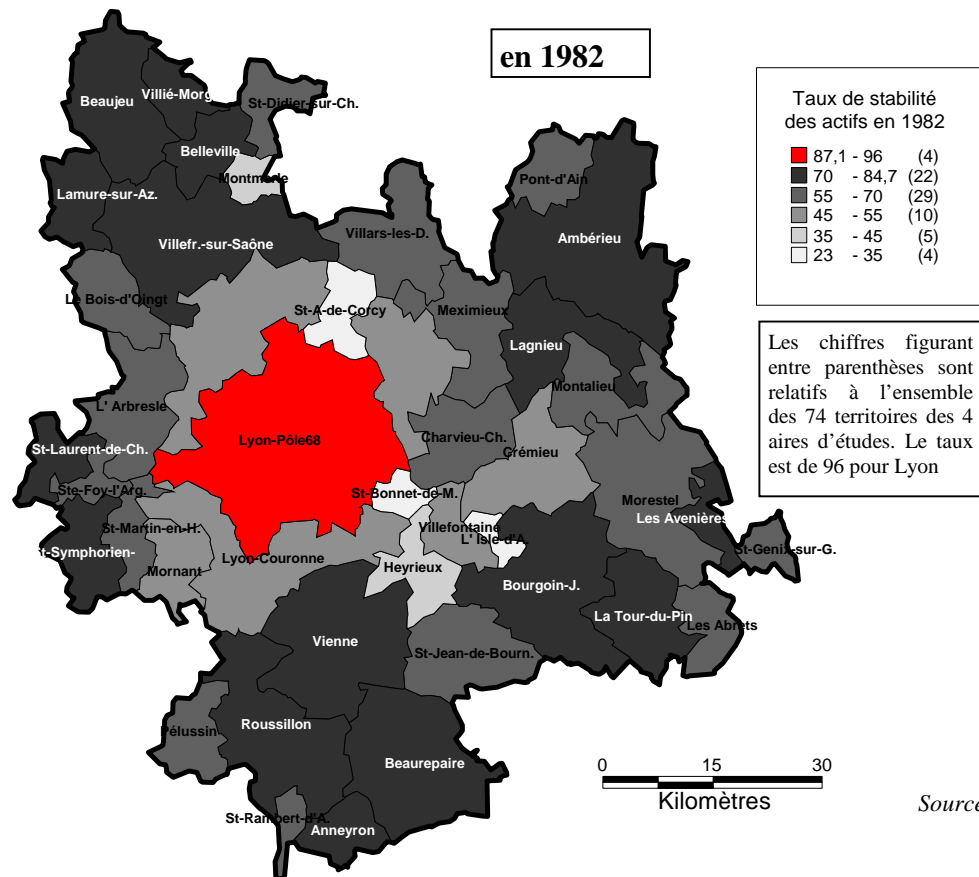 en 1982
Taux de stabilité
des actifs en 1982
87,1 - 96 (4)
70 - 84,7 (22)
55 - 70 (29)
45 - 55 (10)
35 - 45 (5)
23 - 35 (4)
Les chiffres figurant
entre parenthèses sont
relatifs à l'ensemble
des 74 territoires des 4
aires d'études. Le taux
est de 96 pour Lyon
Villié-Morg
Beaujeu
St-Didier-sur-Ch.
Belleville
Montmerle
Pont-d'Ain
Lamure-sur-Az.
Villars-les-D.
Ambérieu
Villefr.-sur-Saône
Le Bois-d'Oingt
St-A-de-Corcy
Meximieux
Lagnieu
Montalieu
L' Arbresle
Lyon-Pôle68
Charvieu-Ch.
St-Laurent-de-Ch.
Crémieu
Ste-Foy-l'Arg.
St-Bonnet-de-M.
Morestel
Les Avenières
St-Martin-en-H.
Villefontaine
L' Isle-d'A.
t-Symphorien-
Lyon-Couronne
St-Genix-sur-G.
Mornant
Heyrieux
Bourgoin-J.
La Tour-du-Pin
Les Abrets
Vienne
St-Jean-de-Bourn.
Roussillon
Pélussin
Beaurepaire
St-Rambert-d'A.
Anneyron
0 15 30
Kilomètres
Source